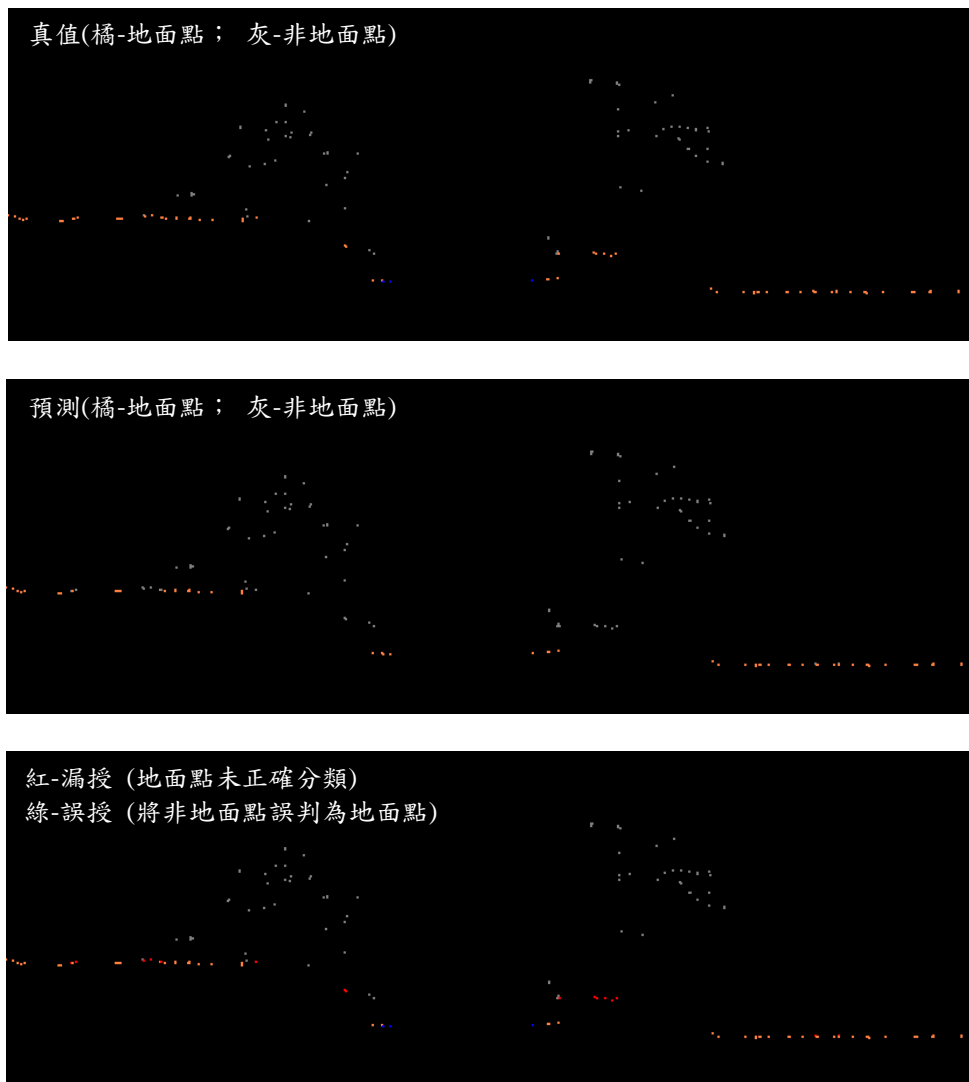 真值(橘-地面點； 灰-非地面點)
預測(橘-地面點； 灰-非地面點)
紅-漏授 (地面點未正確分類)
綠-誤授 (將非地面點誤判為地面點)